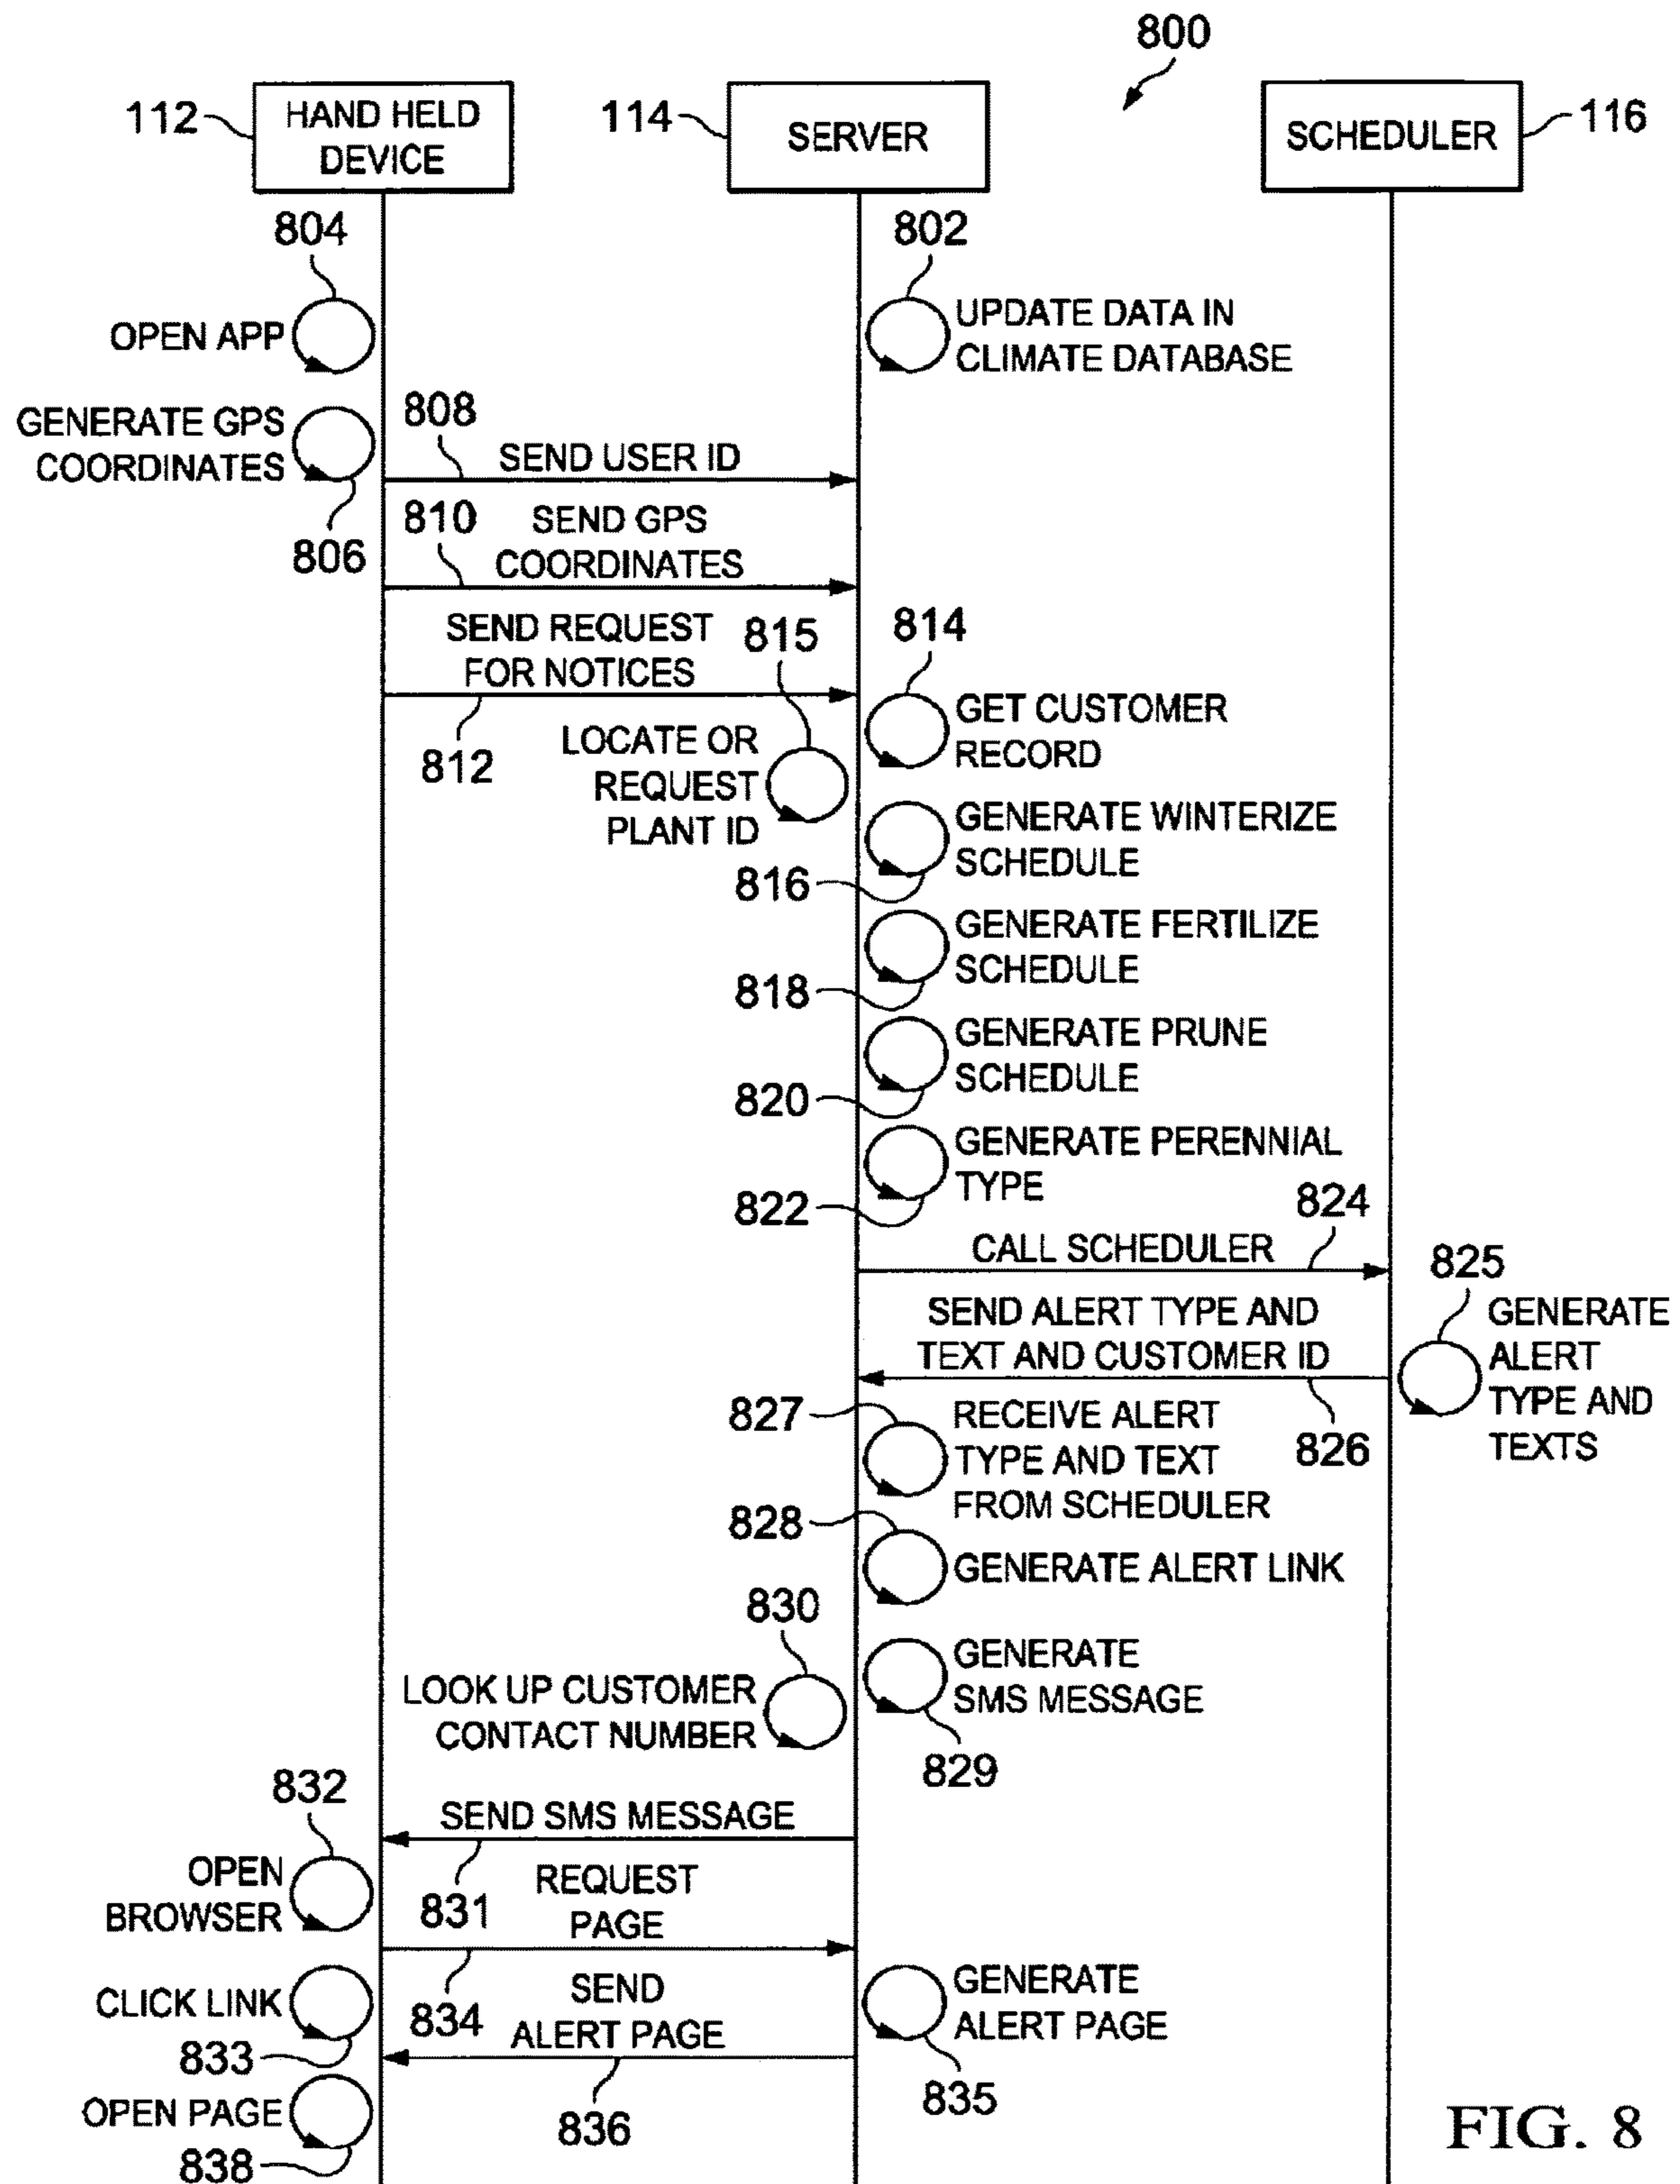 800
112
HAND HELD
DEVICE
114
SERVER
SCHEDULER
116
804
802
OPEN APP
UPDATE DATA IN
CLIMATE DATABASE
GENERATE GPS
COORDINATES
806
808
SEND USER ID
810
SEND GPS
COORDINATES
SEND REQUEST
FOR NOTICES
812
815
LOCATE OR
REQUEST
PLANT ID
814
GET CUSTOMER
RECORD
GENERATE WINTERIZE
SCHEDULE
816
GENERATE FERTILIZE
SCHEDULE
818
GENERATE PRUNE
SCHEDULE
820
GENERATE PERENNIAL
TYPE
822
824
CALL SCHEDULER
825
GENERATE
ALERT
TYPE AND
TEXTS
SEND ALERT TYPE AND
TEXT AND CUSTOMER ID
826
827
RECEIVE ALERT
TYPE AND TEXT
FROM SCHEDULER
828
GENERATE ALERT LINK
830
LOOK UP CUSTOMER
CONTACT NUMBER
GENERATE
SMS MESSAGE
829
832
SEND SMS MESSAGE
831
OPEN
BROWSER
REQUEST
PAGE
834
CLICK LINK
833
SEND
ALERT PAGE
836
GENERATE
ALERT PAGE
835
OPEN PAGE
838
FIG. 8